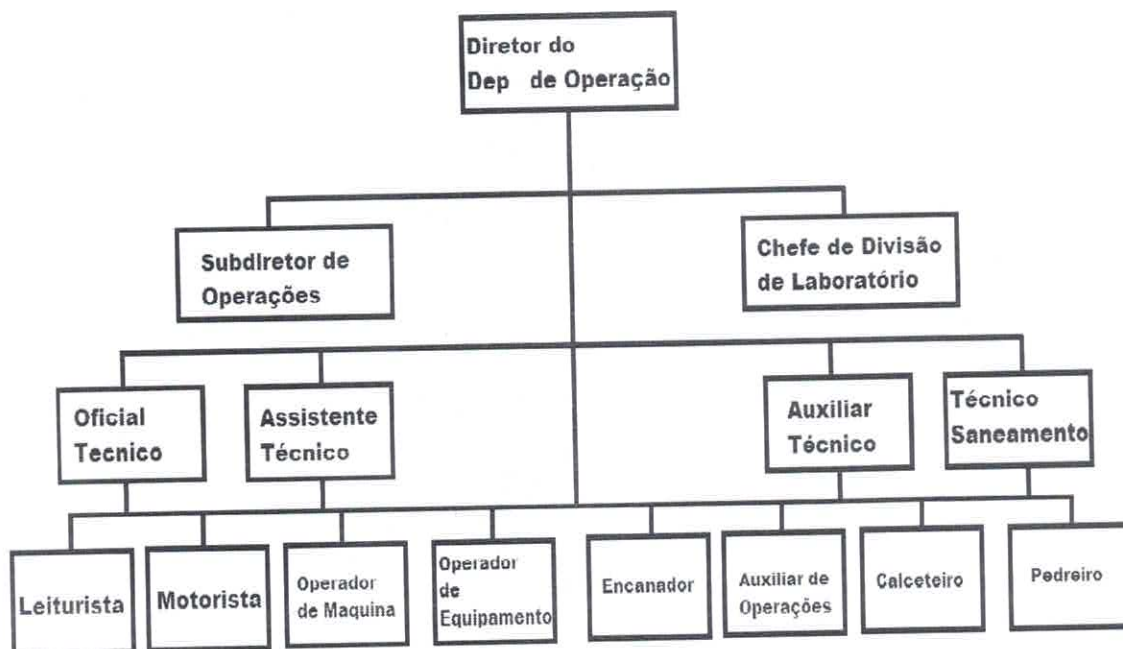 Diretor do
Dep de Operação
Subdiretor de
Operações
Chefe de Divisão
de Laboratório
Oficial
Tecnico
Assistente
Técnico
Auxiliar
Técnico
Técnico
Saneamento
Leiturista
Motorista
Operador
de Maquina
Operador
de
Equipamento
Encanador
Auxiliar de
Operações
Calceteiro
Pedreiro